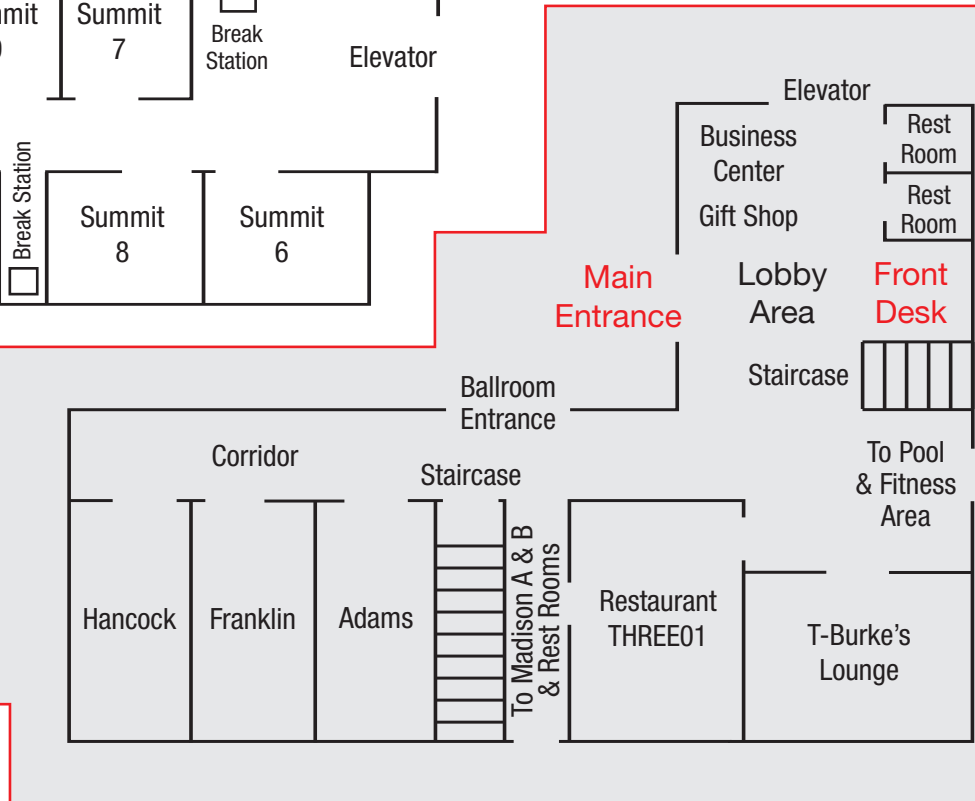 Summit
7
Break
Station
Elevator
Break Station
Summit
8
Summit
6
Elevator
Business
Center
Gift Shop
Rest
Room
Rest
Room
Main
Entrance
Lobby
Area
Front
Desk
Staircase
Ballroom
Entrance
Corridor
Staircase
To Pool
& Fitness
Area
Hancock
Franklin
Adams
To Madison A & B
& Rest Rooms
Restaurant
THREE01
T-Burke's
Lounge